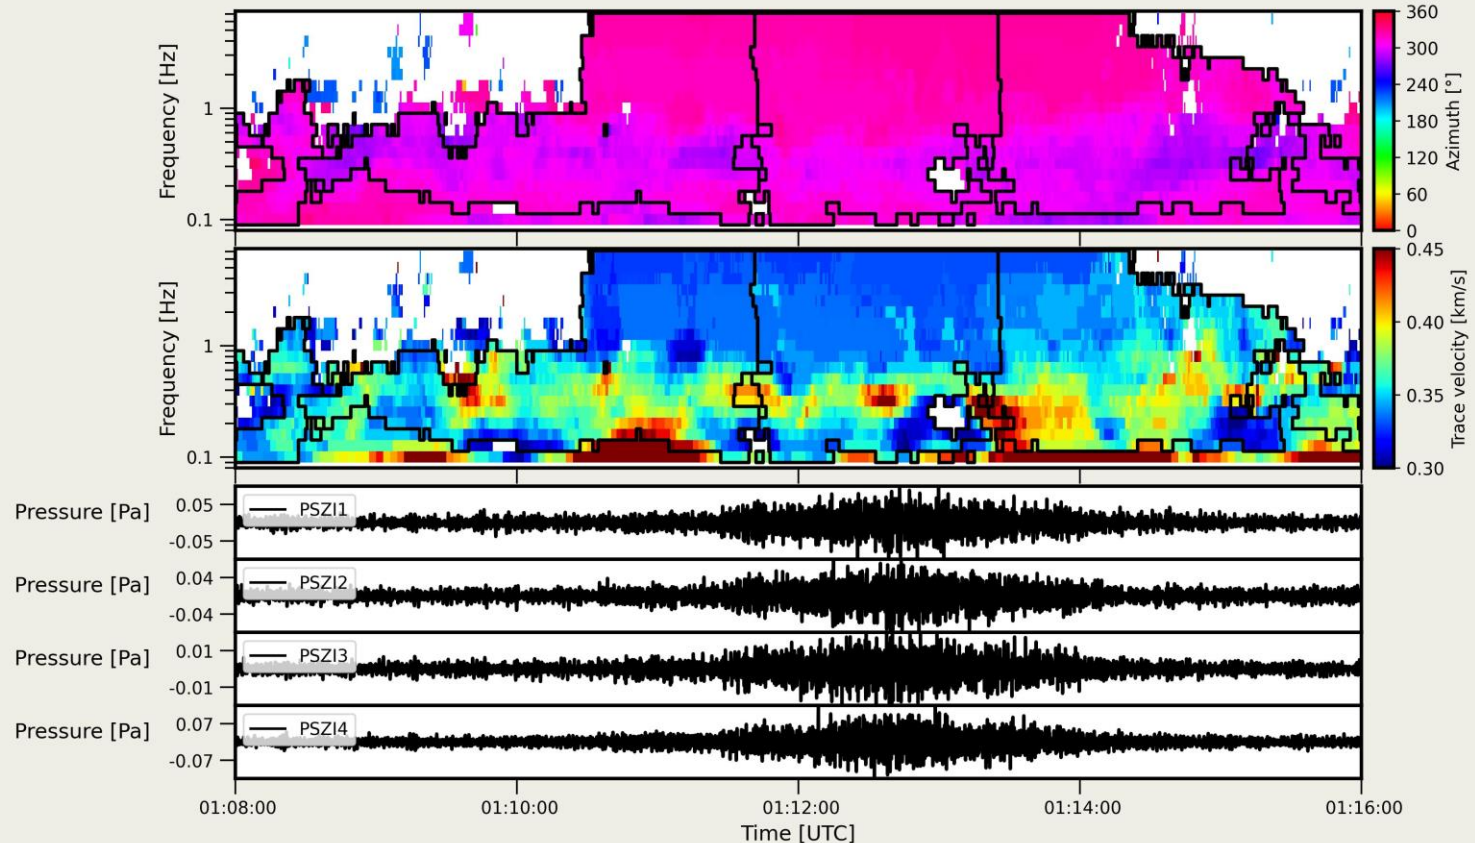 Frequency [Hz]
1
0.1
360
300
240
180
120
60
0
Azimuth [°]
Frequency [Hz]
1
0.1
0.45
0.40
0.35
0.30
Trace velocity [km/s]
Pressure [Pa]
0.05
-0.05
PSZI1
Pressure [Pa]
0.04
-0.04
PSZI2
Pressure [Pa]
0.01
-0.01
PSZI3
Pressure [Pa]
0.07
-0.07
PSZI4
01:08:00 01:10:00 01:12:00 01:14:00 01:16:00
Time [UTC]